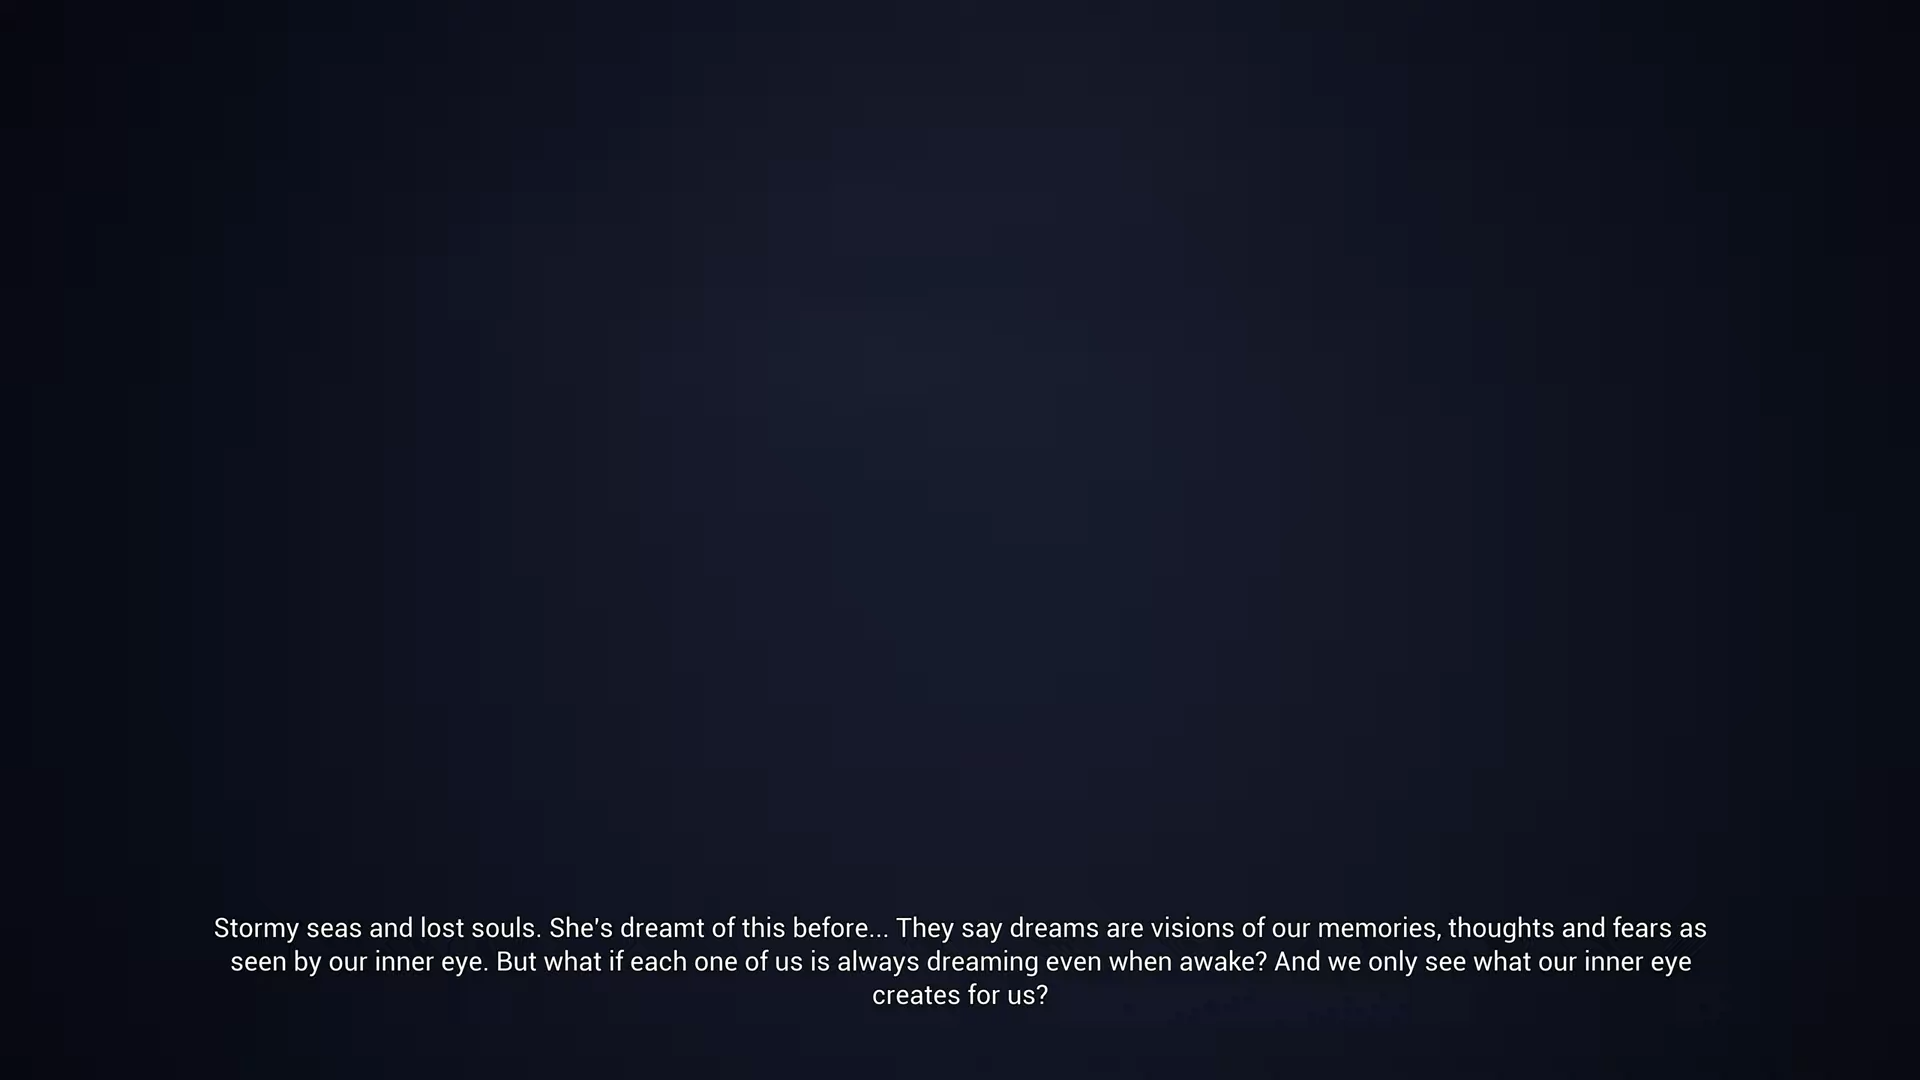 Stormy seas and lost souls. She's dreamt of this before... They say dreams are visions of our memories, thoughts and fears as
seen by our inner eye. But what if each one of us is always dreaming even when awake? And we only see what our inner eye
creates for us?